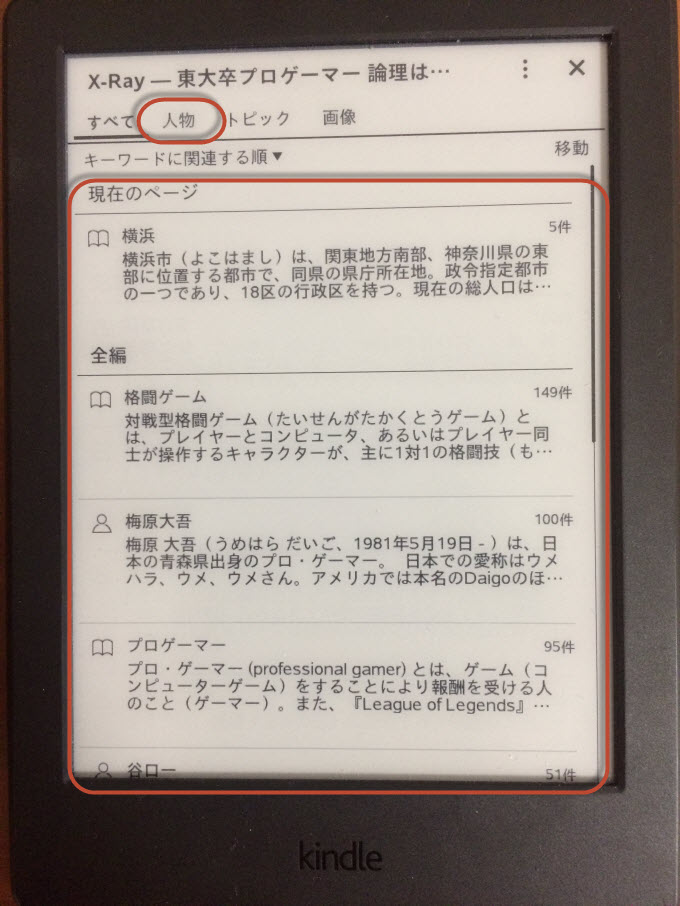 X-Ray — 東大卒プロゲーマー 論理は…
すべて 人物 トピック 画像
キーワードに関連する順▼ 移動
現在のページ
横浜 5件
横浜市（よこはまし）は、関東地方南部、神奈川県の東
部に位置する都市で、同県の県庁所在地。政令指定都市
の一つであり、18区の行政区を持つ。現在の総人口は…
全編
格闘ゲーム 149件
対戦型格闘ゲーム（たいせんがたかくとうゲーム）と
は、プレイヤーとコンピュータ、あるいはプレイヤー同
士が操作するキャラクターが、主に1対1の格闘技（も…
梅原大吾 100件
梅原 大吾（うめはら だいご、1981年5月19日 - ）は、日
本の青森県出身のプロ・ゲーマー。 日本での愛称はウメ
ハラ、ウメ、ウメさん。アメリカでは本名のDaigoのほ…
プロゲーマー 95件
プロ・ゲーマー (professional gamer) とは、ゲーム（コ
ンピューターゲーム）をすることにより報酬を受ける人
のこと（ゲーマー）。また、『League of Legends』…
谷口一 51件
kindle